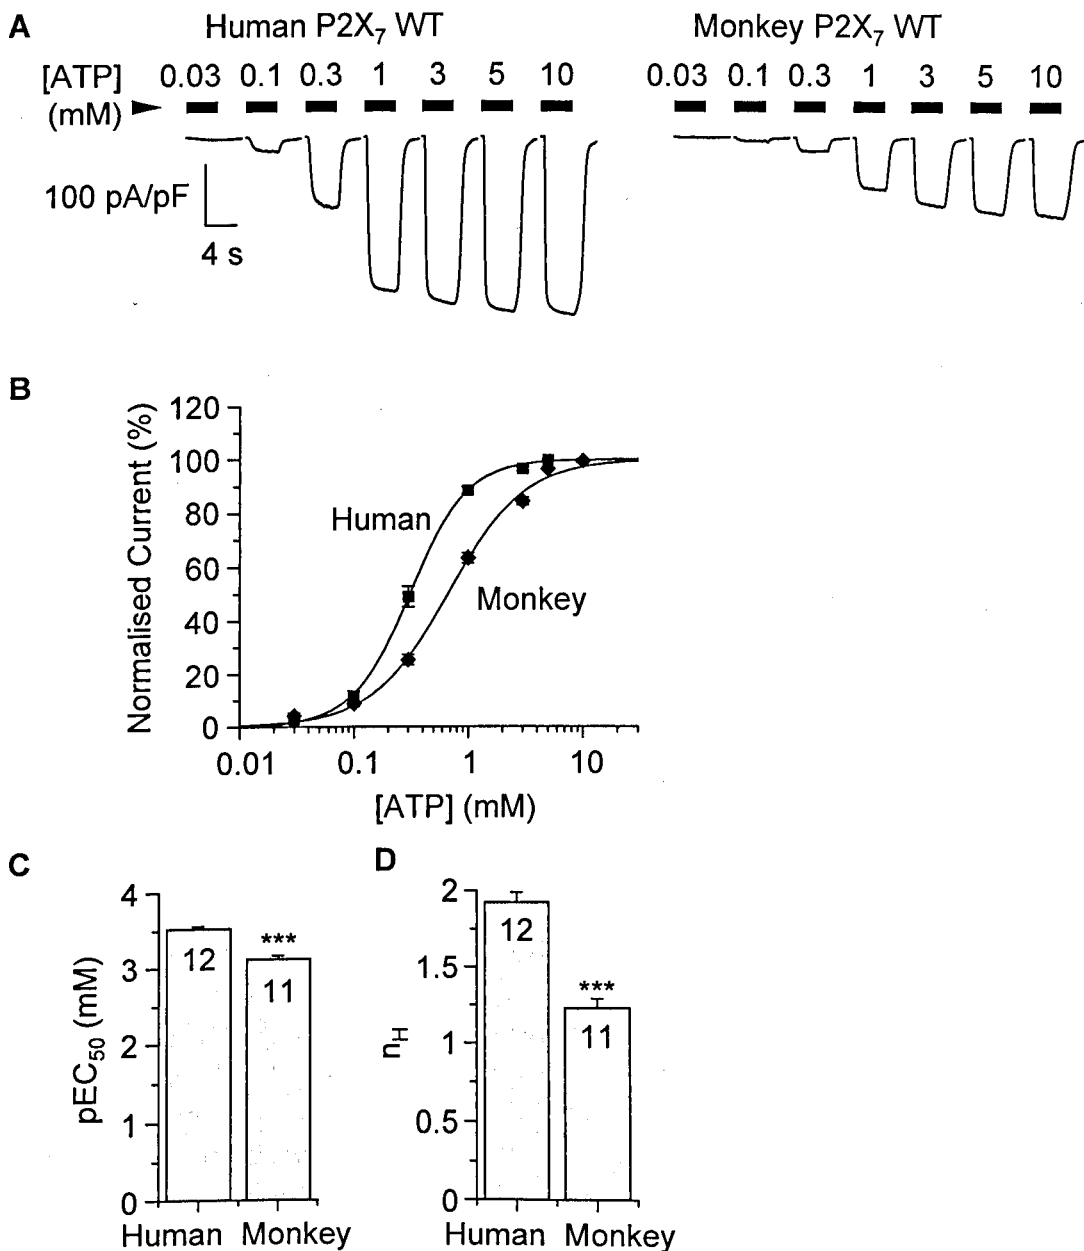 A
Human P2X7 WT
Monkey P2X7 WT
[ATP] 0.03 0.1 0.3 1 3 5 10
0.03 0.1 0.3 1 3 5 10
(mM)
100 pA/pF
4 s
B
Normalised Current (%)
120
100
80
60
40
20
0
Human
Monkey
0.01 0.1 1 10
[ATP] (mM)
C
pEC50 (mM)
4
3
2
1
0
12
***
11
Human Monkey
D
nH
2
1.5
1
0.5
0
12
***
11
Human Monkey